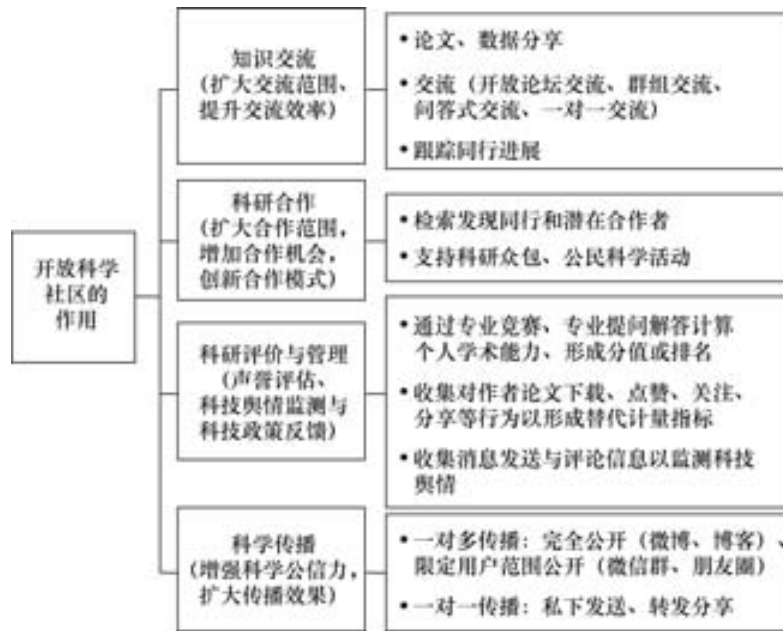 开放科学
社区的
作用
知识交流
(扩大交流范围、
提升交流效率)
• 论文、数据分享
• 交流（开放论坛交流、群组交流、
问答式交流、一对一交流）
• 跟踪同行进展
科研合作
(扩大合作范围，
增加合作机会，
创新合作模式)
• 检索发现同行和潜在合作者
• 支持科研众包、公民科学活动
科研评价与管理
(声誉评估、
科技舆情监测与
科技政策反馈)
• 通过专业竞赛、专业提问解答计算
个人学术能力、形成分值或排名
• 收集对作者论文下载、点赞、关注、
分享等行为以形成替代计量指标
• 收集消息发送与评论信息以监测科技
舆情
科学传播
(增强科学公信力，
扩大传播效果)
• 一对多传播：完全公开（微博、博客）、
限定用户范围公开（微信群、朋友圈）
• 一对一传播：私下发送、转发分享